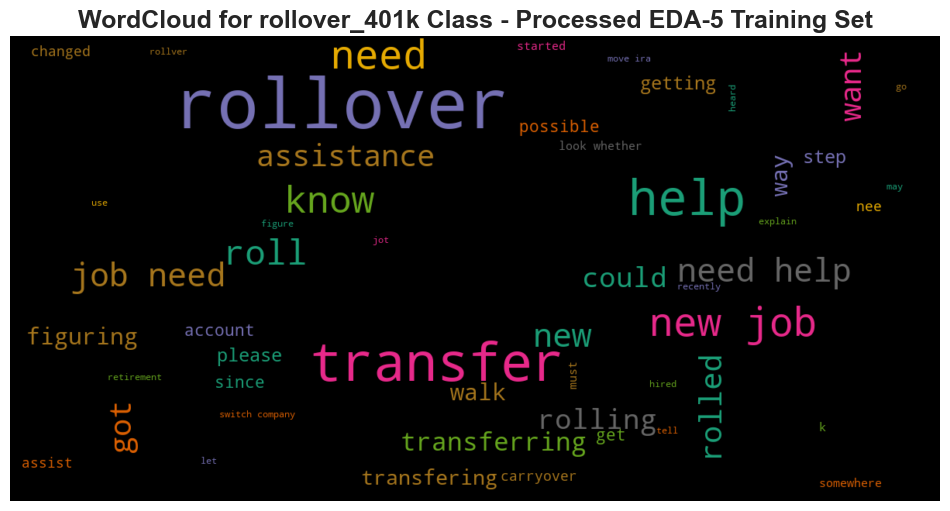 WordCloud for rollover_401k Class - Processed EDA-5 Training Set
changed
rollver
need
started
move ira
getting
want
go
heard
rollover
possible
assistance
look whether
way
step
know
help
may
use
nee
figure
explain
jot
roll
job need
could
need help
recently
figuring
account
new
new job
please
transfer
since
walk
must
hired
rolled
retirement
got
switch company
rolling
tell
k
transferring
get
assist
let
transfering
carryover
somewhere